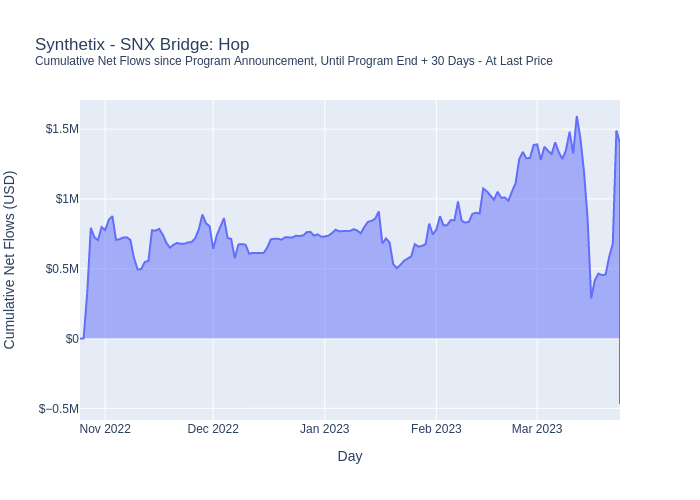 Synthetix - SNX Bridge: Hop
Cumulative Net Flows since Program Announcement, Until Program End + 30 Days - At Last Price
$1.5M
$1M
$0.5M
$0
$−0.5M
Cumulative Net Flows (USD)
Nov 2022
Dec 2022
Jan 2023
Feb 2023
Mar 2023
Day